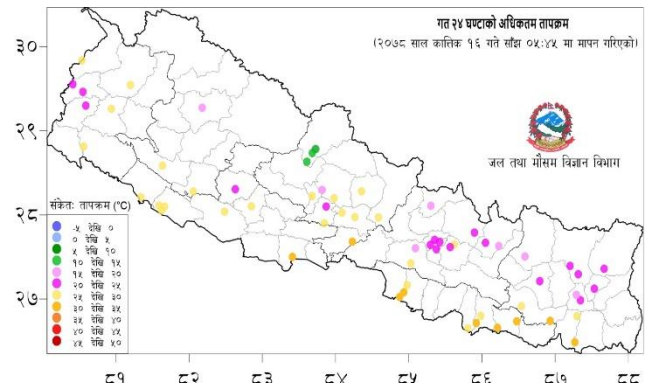 गत २४ घण्टाको अधिकतम तापक्रम
(२०७८ साल कात्तिक १६ गते साँझ ०५:४५ मा मापन गरिएको)
३०
२९
२८
२७
जल तथा मौसम विज्ञान विभाग
संकेत: तापक्रम (°C)
-५ देखि ०
० देखि ५
५ देखि १०
१० देखि १५
१५ देखि २०
२० देखि २५
२५ देखि ३०
३० देखि ३५
३५ देखि ४०
४० देखि ४५
४५ देखि ५०
८१ ८२ ८३ ८४ ८५ ८६ ८७ ८८